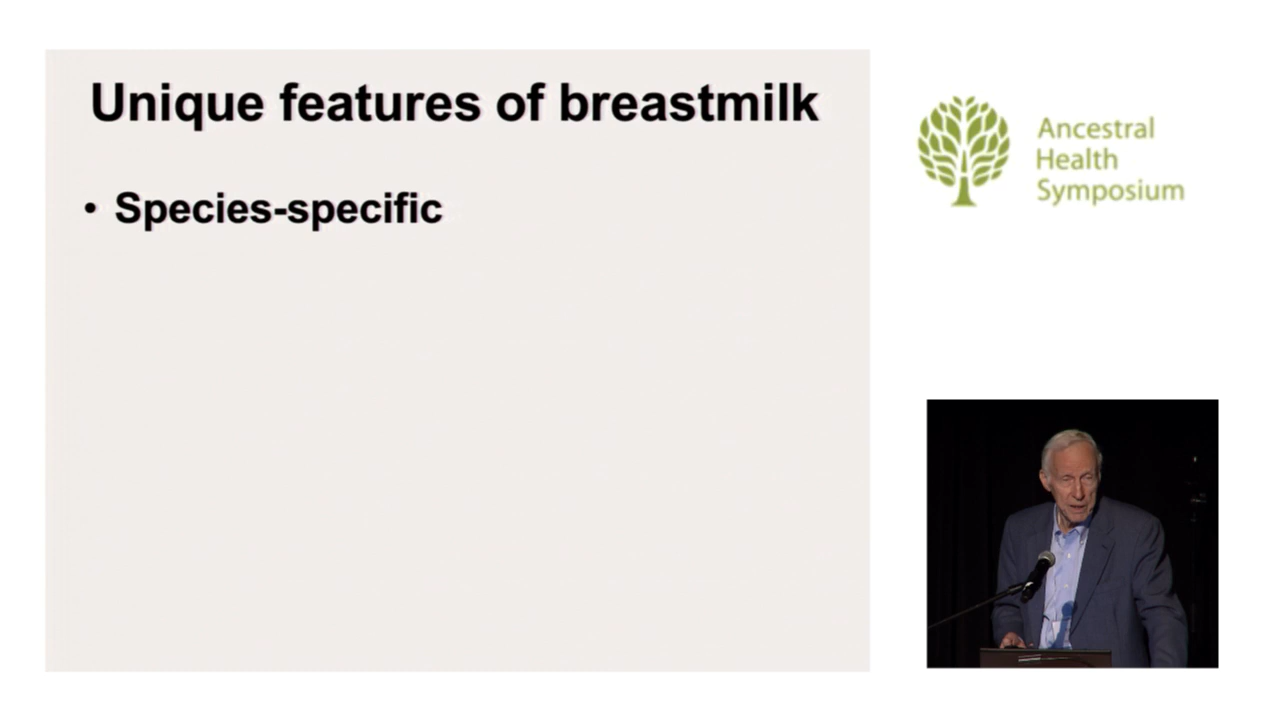 Unique features of breastmilk
• Species-specific
Ancestral
Health
Symposium